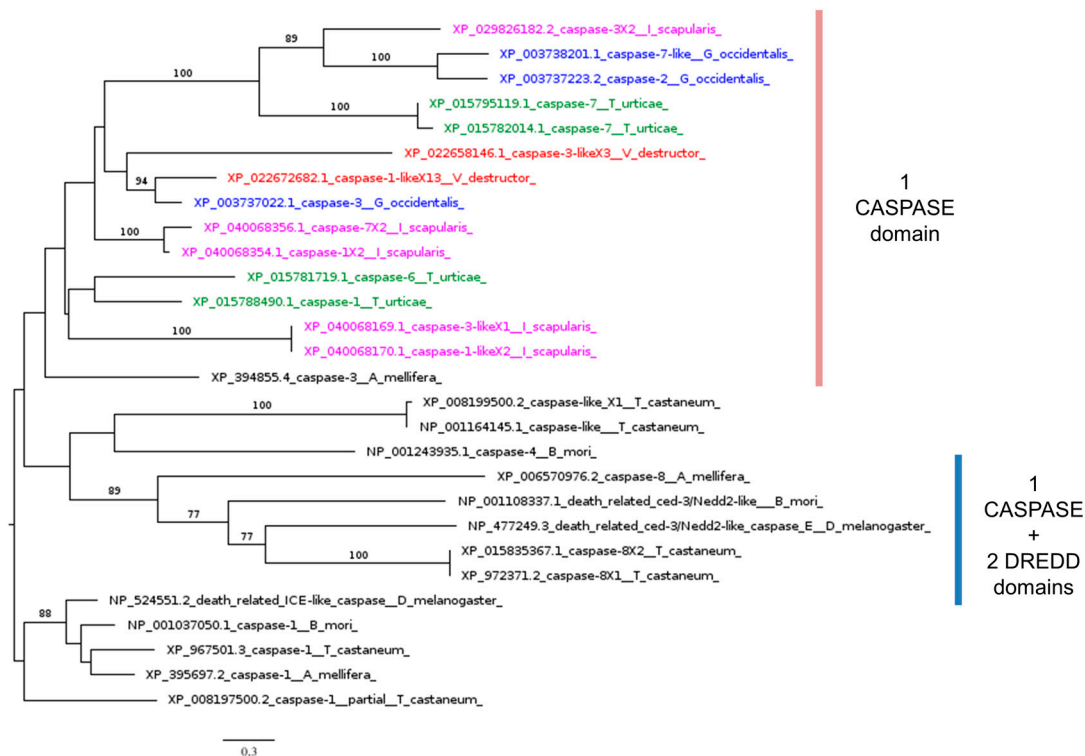 XP_029826182.2_caspase-3X2__I_scapularis_
89
XP_003738201.1_caspase-7-like__G_occidentalis_
100
100
XP_003737223.2_caspase-2__G_occidentalis_
XP_015795119.1_caspase-7__T_urticae_
100
XP_015782014.1_caspase-7__T_urticae_
XP_022658146.1_caspase-3-likeX3__V_destructor_
XP_022672682.1_caspase-1-likeX13__V_destructor_
94
XP_003737022.1_caspase-3__G_occidentalis_
XP_040068356.1_caspase-7X2__I_scapularis_
100
XP_040068354.1_caspase-1X2__I_scapularis_
XP_015781719.1_caspase-6__T_urticae_
XP_015788490.1_caspase-1__T_urticae_
XP_040068169.1_caspase-3-likeX1__I_scapularis_
100
XP_040068170.1_caspase-1-likeX2__I_scapularis_
XP_394855.4_caspase-3__A_mellifera_
1
CASPASE
domain
XP_008199500.2_caspase-like_X1__T_castaneum_
100
NP_001164145.1_caspase-like___T_castaneum_
NP_001243935.1_caspase-4__B_mori_
XP_006570976.2_caspase-8__A_mellifera_
89
NP_001108337.1_death_related_ced-3/Nedd2-like___B_mori_
77
NP_477249.3_death_related_ced-3/Nedd2-like_caspase_E__D_melanogaster_
77
XP_015835367.1_caspase-8X2__T_castaneum_
100
XP_972371.2_caspase-8X1__T_castaneum_
1
CASPASE
+
2 DREDD
domains
NP_524551.2_death_related_ICE-like_caspase__D_melanogaster_
88
NP_001037050.1_caspase-1__B_mori_
XP_967501.3_caspase-1__T_castaneum_
XP_395697.2_caspase-1__A_mellifera_
XP_008197500.2_caspase-1__partial__T_castaneum_
0.3